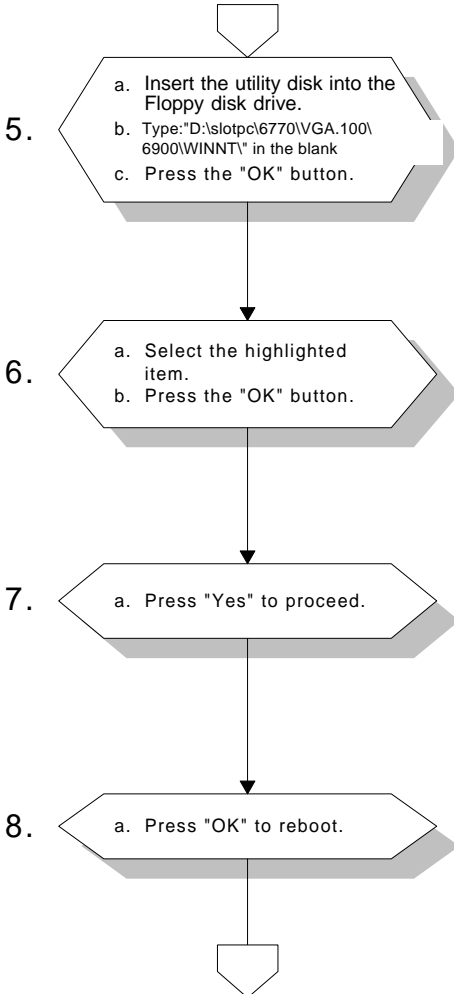 5.
a. Insert the utility disk into the
Floppy disk drive.
b. Type:"D:\slotpc\6770\VGA.100\
6900\WINNT\" in the blank
c. Press the "OK" button.
6.
a. Select the highlighted
item.
b. Press the "OK" button.
7.
a. Press "Yes" to proceed.
8.
a. Press "OK" to reboot.